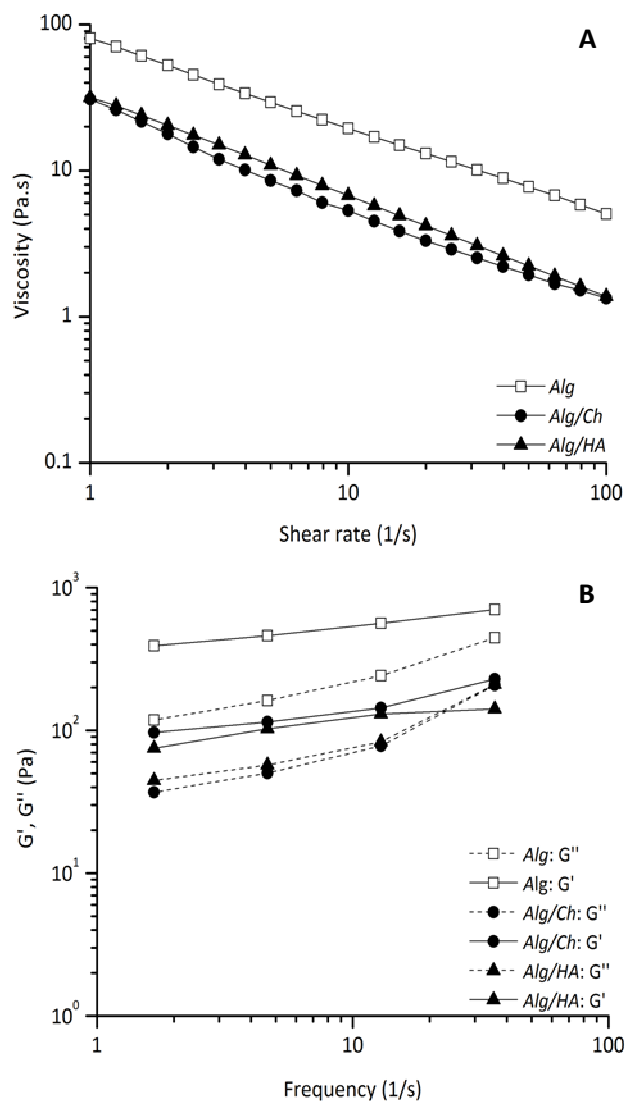 A
100
10
1
0.1
Viscosity (Pa.s)
Alg
Alg/Ch
Alg/HA
1 10 100
Shear rate (1/s)
B
10³
10²
10¹
10⁰
G', G'' (Pa)
Alg: G''
Alg: G'
Alg/Ch: G''
Alg/Ch: G'
Alg/HA: G''
Alg/HA: G'
1 10 100
Frequency (1/s)